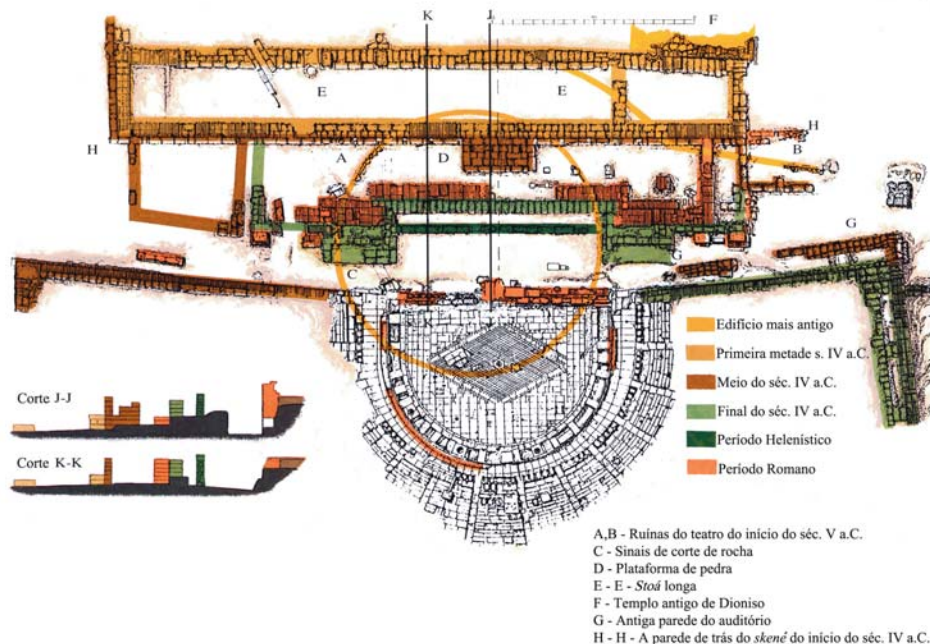 K J F
E E
H A D H B
G
C G
K
Edifício mais antigo
Primeira metade s. IV a.C.
Meio do séc. IV a.C.
Final do séc. IV a.C.
Período Helenístico
Período Romano
Corte J-J
Corte K-K
A,B - Ruínas do teatro do início do séc. V a.C.
C - Sinais de corte de rocha
D - Plataforma de pedra
E - E - Stoá longa
F - Templo antigo de Dioniso
G - Antiga parede do auditório
H - H - A parede de trás do skené do início do séc. IV a.C.